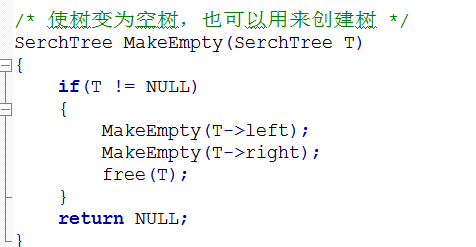 /* 使树变为空树，也可以用来创建树 */
SerchTree MakeEmpty(SerchTree T)
{
    if(T != NULL)
    {
        MakeEmpty(T->left);
        MakeEmpty(T->right);
        free(T);
    }
    return NULL;
}